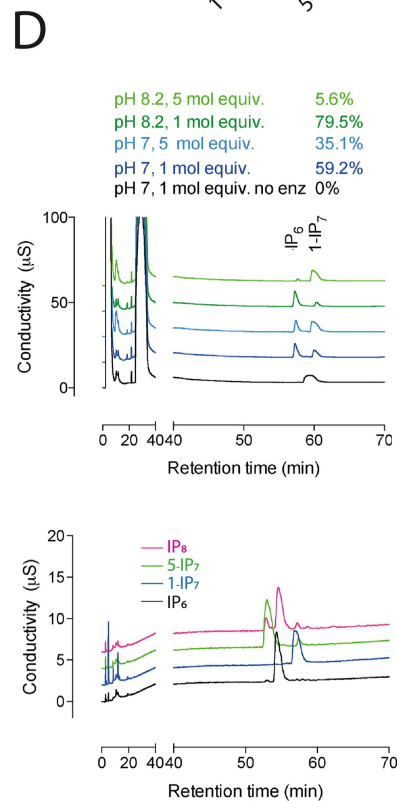 1 5
D
pH 8.2, 5 mol equiv. 5.6%
pH 8.2, 1 mol equiv. 79.5%
pH 7, 5 mol equiv. 35.1%
pH 7, 1 mol equiv. 59.2%
pH 7, 1 mol equiv. no enz 0%
IP6
1-IP7
Conductivity (µS)
100
50
0
0 20 40 40 50 60 70
Retention time (min)
IP8
5-IP7
1-IP7
IP6
Conductivity (µS)
20
15
10
5
0
0 20 40 40 50 60 70
Retention time (min)